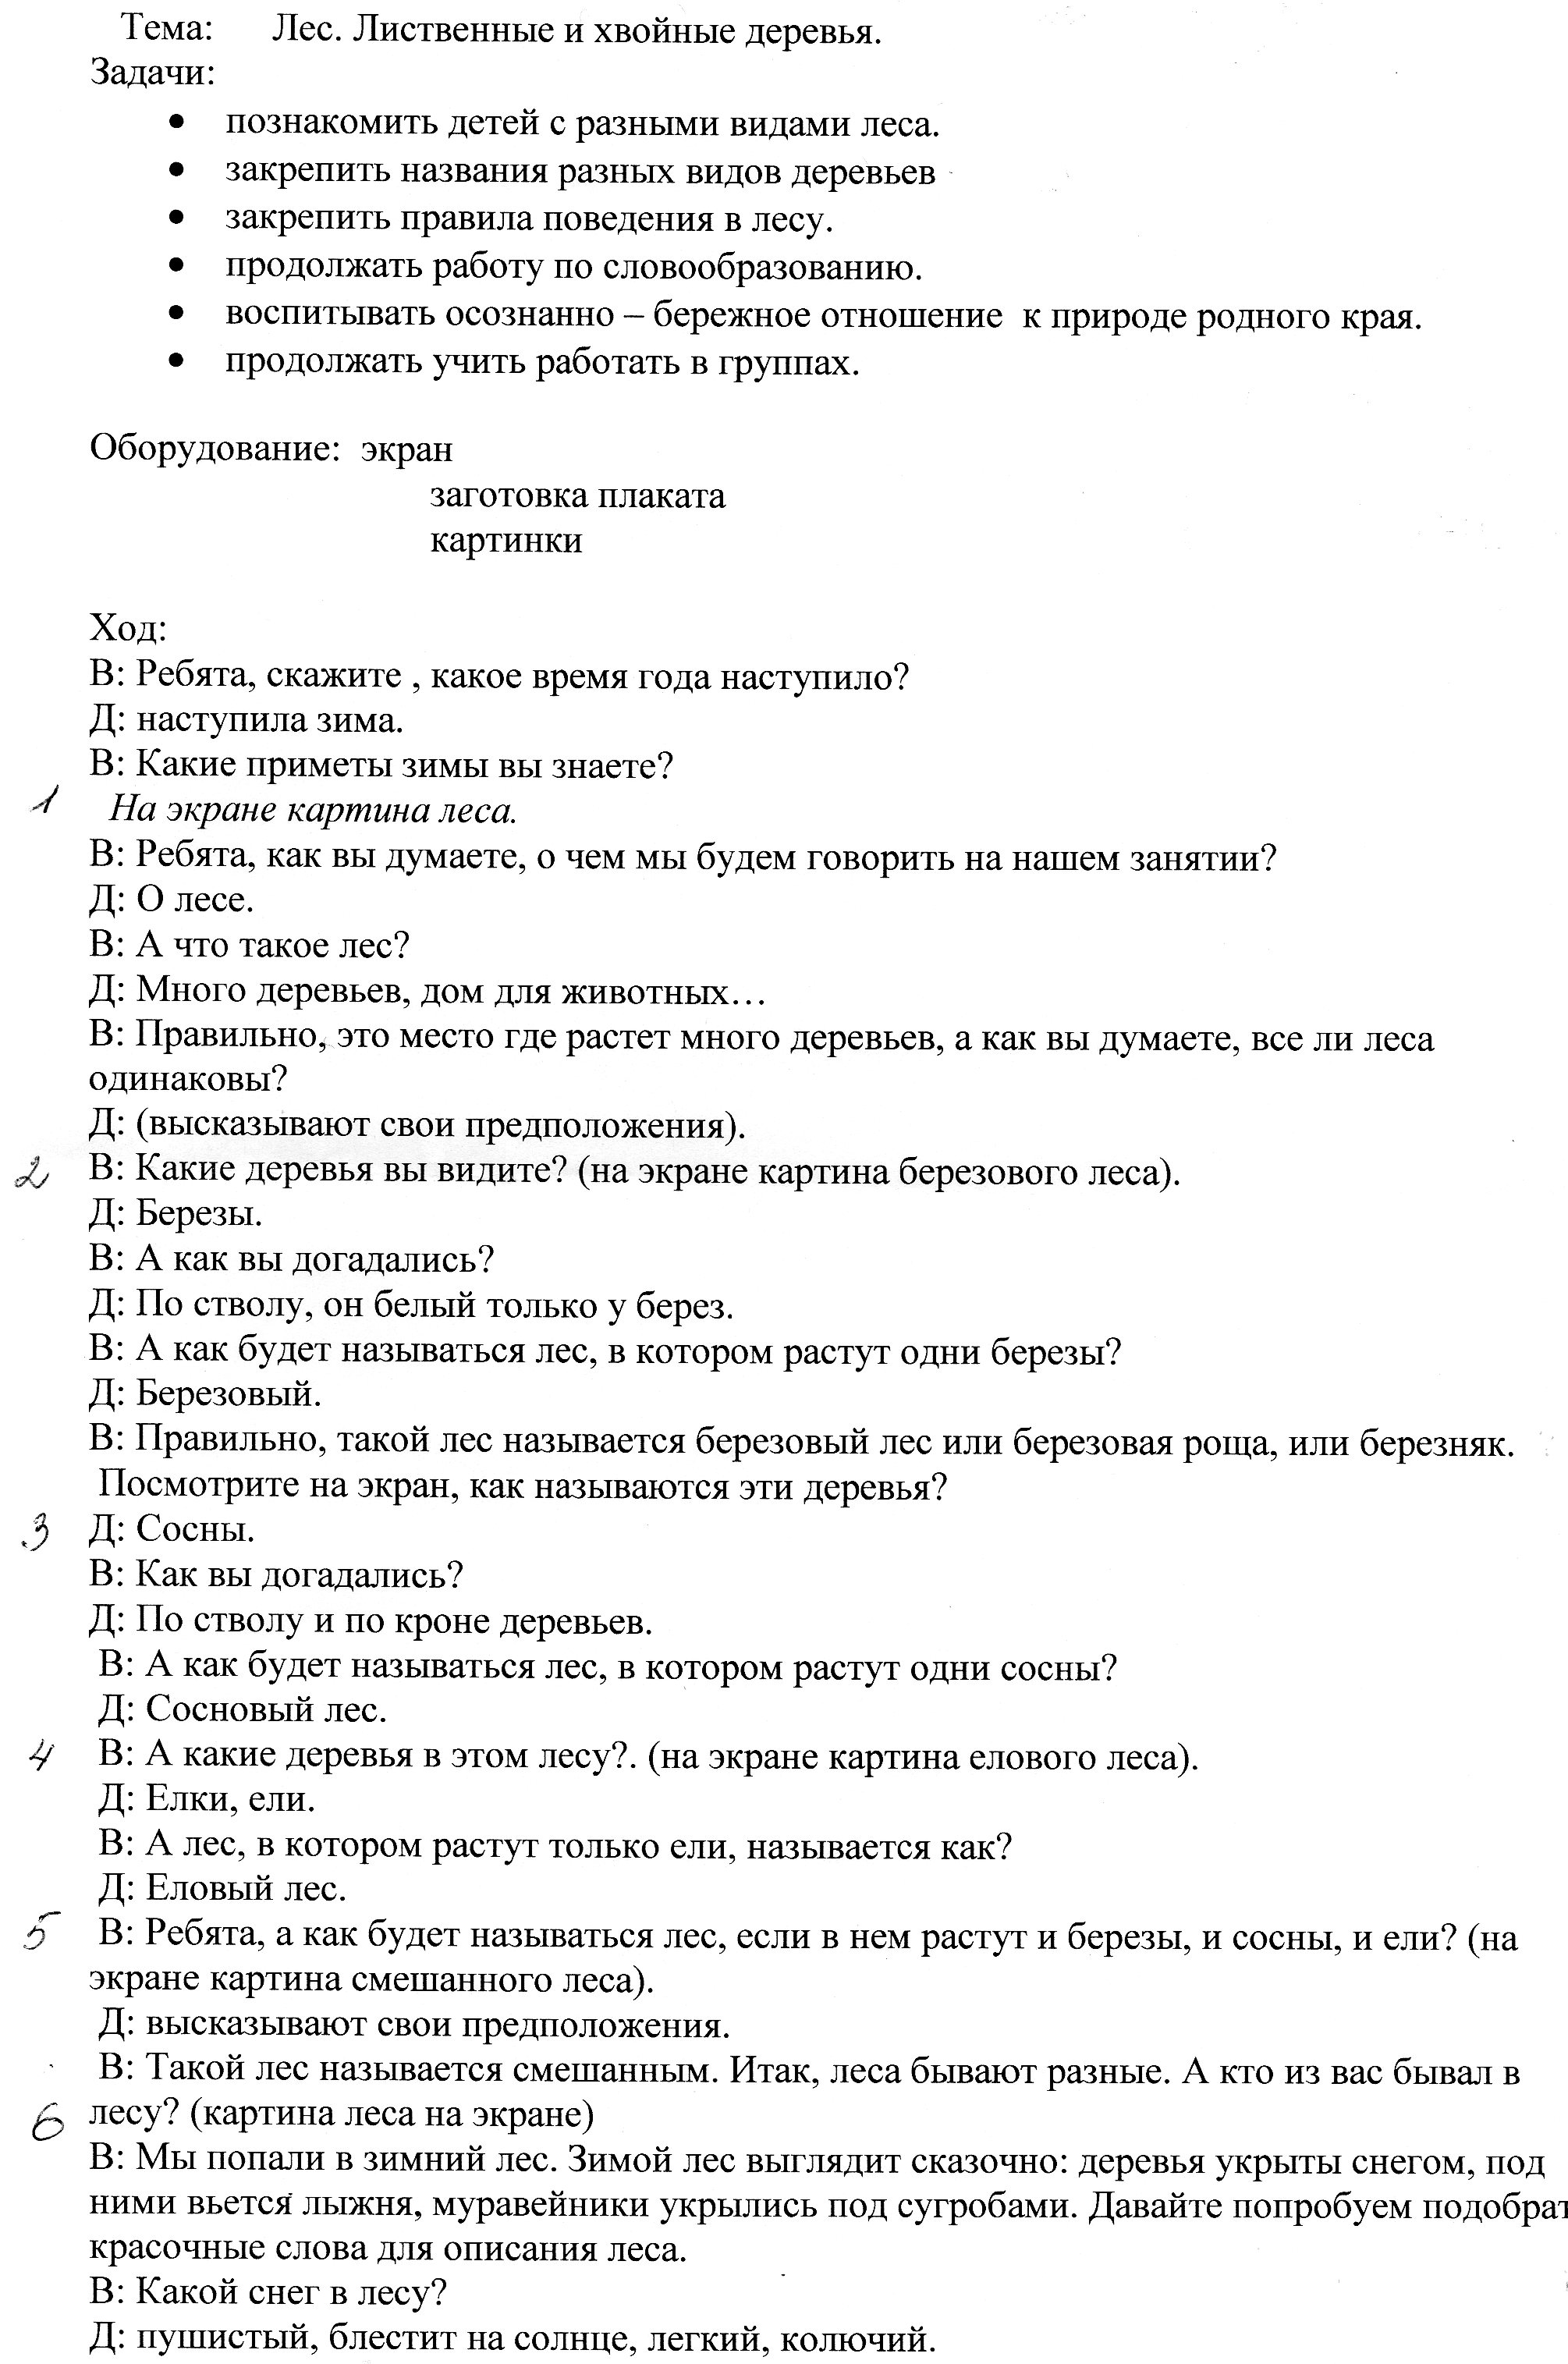 Тема: Лес. Лиственные и хвойные деревья.
Задачи:
• познакомить детей с разными видами леса.
• закрепить названия разных видов деревьев
• закрепить правила поведения в лесу.
• продолжать работу по словообразованию.
• воспитывать осознанно – бережное отношение к природе родного края.
• продолжать учить работать в группах.
Оборудование: экран
заготовка плаката
картинки
Ход:
В: Ребята, скажите , какое время года наступило?
Д: наступила зима.
В: Какие приметы зимы вы знаете?
1 На экране картина леса.
В: Ребята, как вы думаете, о чем мы будем говорить на нашем занятии?
Д: О лесе.
В: А что такое лес?
Д: Много деревьев, дом для животных…
В: Правильно, это место где растет много деревьев, а как вы думаете, все ли леса
одинаковы?
Д: (высказывают свои предположения).
2 В: Какие деревья вы видите? (на экране картина березового леса).
Д: Березы.
В: А как вы догадались?
Д: По стволу, он белый только у берез.
В: А как будет называться лес, в котором растут одни березы?
Д: Березовый.
В: Правильно, такой лес называется березовый лес или березовая роща, или березняк.
Посмотрите на экран, как называются эти деревья?
3 Д: Сосны.
В: Как вы догадались?
Д: По стволу и по кроне деревьев.
В: А как будет называться лес, в котором растут одни сосны?
Д: Сосновый лес.
4 В: А какие деревья в этом лесу?. (на экране картина елового леса).
Д: Елки, ели.
В: А лес, в котором растут только ели, называется как?
Д: Еловый лес.
5 В: Ребята, а как будет называться лес, если в нем растут и березы, и сосны, и ели? (на
экране картина смешанного леса).
Д: высказывают свои предположения.
В: Такой лес называется смешанным. Итак, леса бывают разные. А кто из вас бывал в
6 лесу? (картина леса на экране)
В: Мы попали в зимний лес. Зимой лес выглядит сказочно: деревья укрыты снегом, под
ними вьется лыжня, муравейники укрылись под сугробами. Давайте попробуем подобрат
красочные слова для описания леса.
В: Какой снег в лесу?
Д: пушистый, блестит на солнце, легкий, колючий.